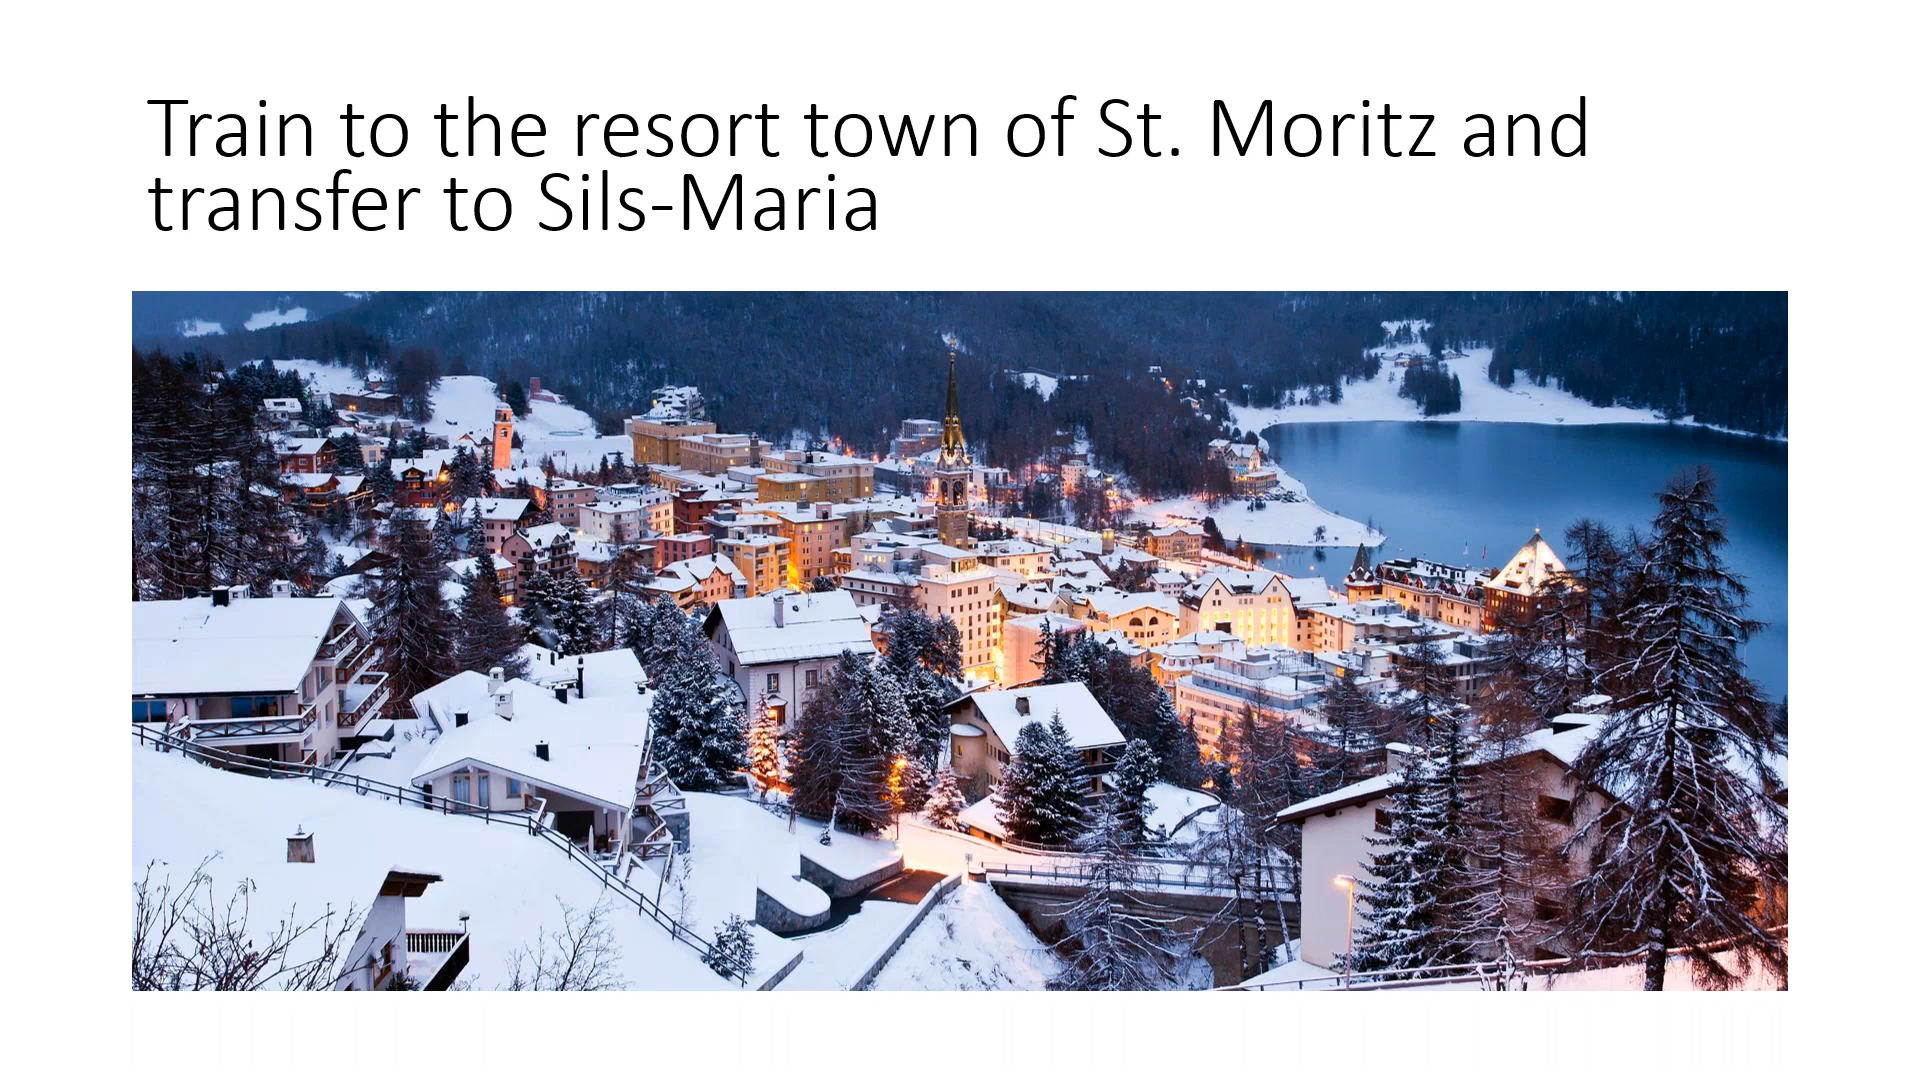 Train to the resort town of St. Moritz and
transfer to Sils-Maria